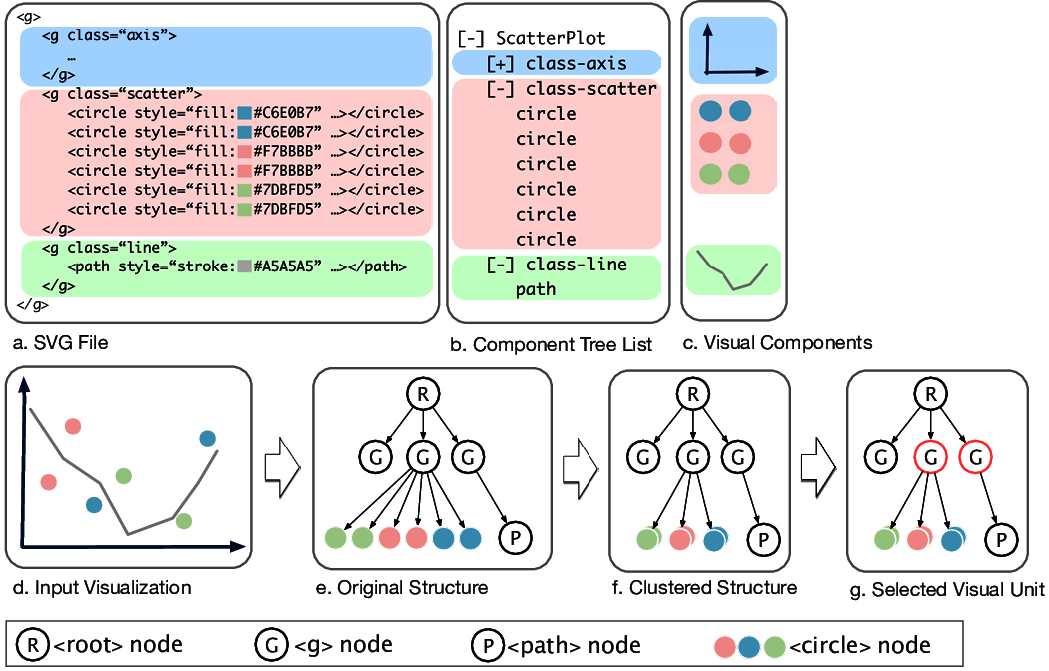 <g>
<g class=“axis”>
…
</g>
<g class=“scatter”>
<circle style=“fill:#C6E0B7” …></circle>
<circle style=“fill:#C6E0B7” …></circle>
<circle style=“fill:#F7BBBB” …></circle>
<circle style=“fill:#F7BBBB” …></circle>
<circle style=“fill:#7DBFD5” …></circle>
<circle style=“fill:#7DBFD5” …></circle>
</g>
<g class=“line”>
<path style=“stroke:#A5A5A5” …></path>
</g>
</g>
a. SVG File
[-] ScatterPlot
[+] class-axis
[-] class-scatter
circle
circle
circle
circle
circle
circle
[-] class-line
path
b. Component Tree List
c. Visual Components
d. Input Visualization
R
G G G
P
e. Original Structure
R
G G G
P
f. Clustered Structure
R
G G G
P
g. Selected Visual Unit
R <root> node G <g> node P <path> node <circle> node